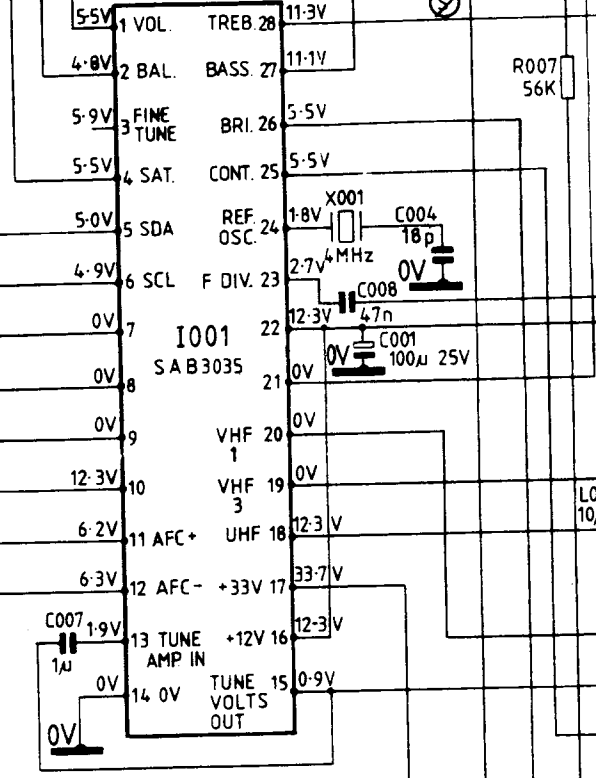 5·5V
1 VOL.
TREB. 28
11·3V
4·8V
2 BAL.
BASS. 27
11·1V
R007
56K
5·9V
3 FINE
TUNE
BRI. 26
5·5V
5·5V
4 SAT.
CONT. 25
5·5V
X001
4MHz
5·0V
5 SDA
REF.
OSC. 24
1·8V
C004
18p
0V
4·9V
6 SCL
F DIV. 23
2·7V
C008
47n
0V
7
I001
SAB3035
22
12·3V
C001
100µ 25V
0V
0V
8
21
0V
0V
9
VHF 20
1
0V
12·3V
10
VHF 19
3
0V
6·2V
11 AFC+
UHF 18
12·3 V
6·3V
12 AFC-
+33V 17
33·7V
C007
1µ
1·9V
13 TUNE
AMP IN
+12V 16
12·3V
0V
14 0V
TUNE 15
VOLTS
OUT
0·9V
0V